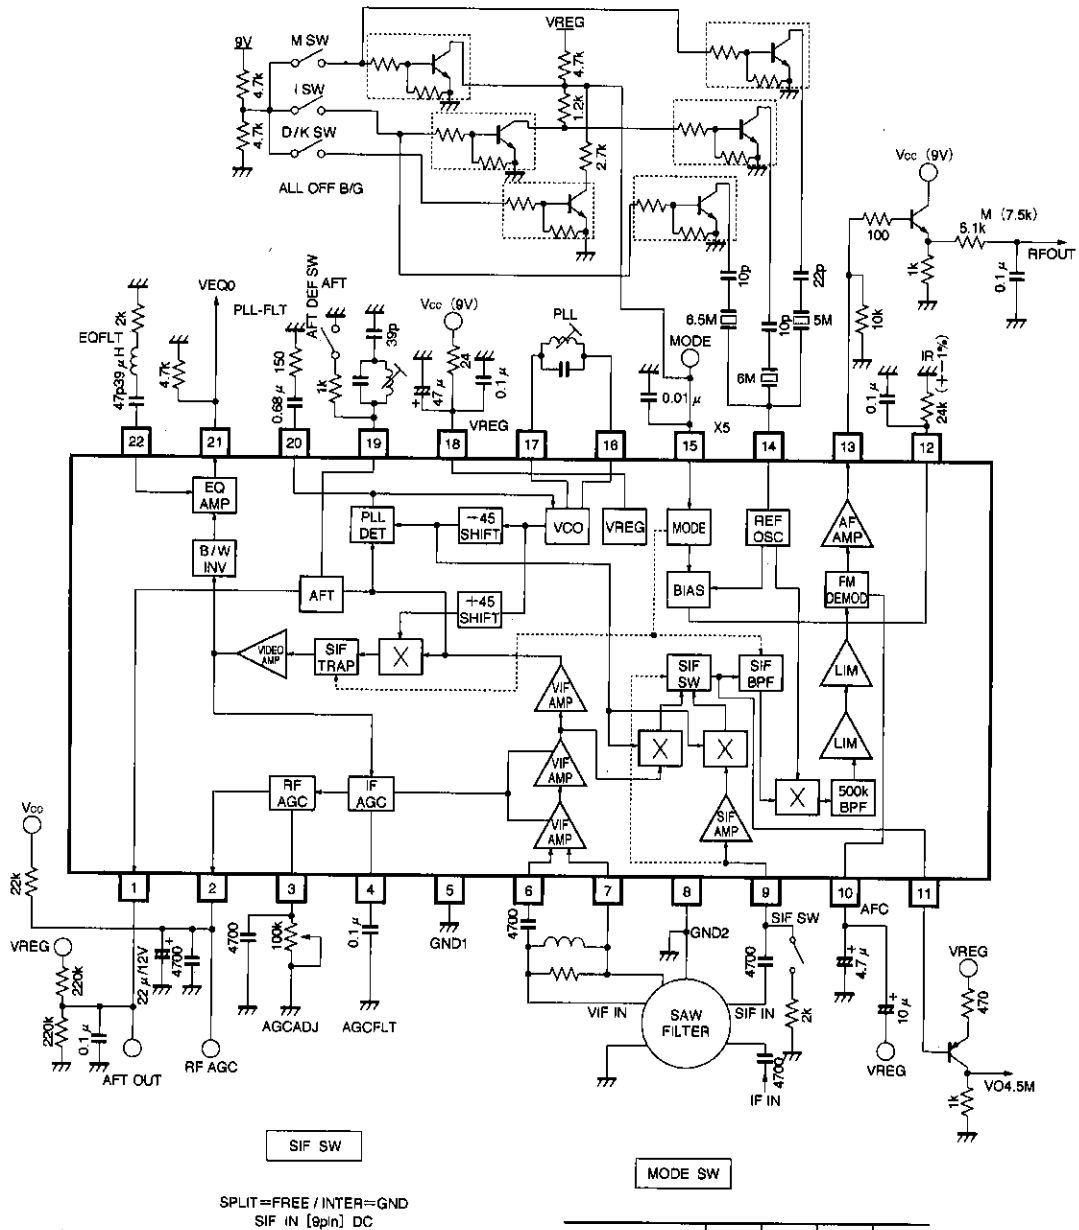 VREG
M SW
9V
4.7k
4.7k
I SW
1.2k
4.7k
D/K SW
2.7k
Vcc (9V)
ALL OFF B/G
M (7.5k)
100
5.1k
RFOUT
1k
0.1μ
10p
22p
VEQ0
PLL-FLT
AFT DEF SW
AFT
39p
Vcc (9V)
PLL
6.5M
10p
5M
10k
2k
EQFLT
47p39μH
4.7k
150
0.68μ
1k
24
47μ
0.1μ
MODE
6M
IR
24k (+−1%)
0.1μ
0.01μ
VREG
X5
22
21
20
19
18
17
16
15
14
13
12
EQ
AMP
PLL
DET
−45
SHIFT
VCO
VREG
MODE
REF
OSC
AF
AMP
B/W
INV
AFT
+45
SHIFT
BIAS
FM
DEMOD
VIDEO
AMP
SIF
TRAP
X
SIF
SW
SIF
BPF
LIM
VIF
AMP
X
X
LIM
VIF
AMP
RF
AGC
IF
AGC
X
500k
BPF
Vcc
VIF
AMP
SIF
AMP
22k
1
2
3
4
5
6
7
8
9
10
11
AFC
VREG
220k
22μ/12V
4700
4700
100k
0.1μ
GND1
4700
GND2
SIF SW
4700
4.7μ
VREG
470
220k
0.1μ
AGCADJ
AGCFLT
VIF IN
SAW
FILTER
SIF IN
2k
10μ
AFT OUT
RF AGC
4700
IF IN
VREG
VO4.5M
1k
SIF SW
MODE SW
SPLIT=FREE / INTER=GND
SIF IN [9pin] DC